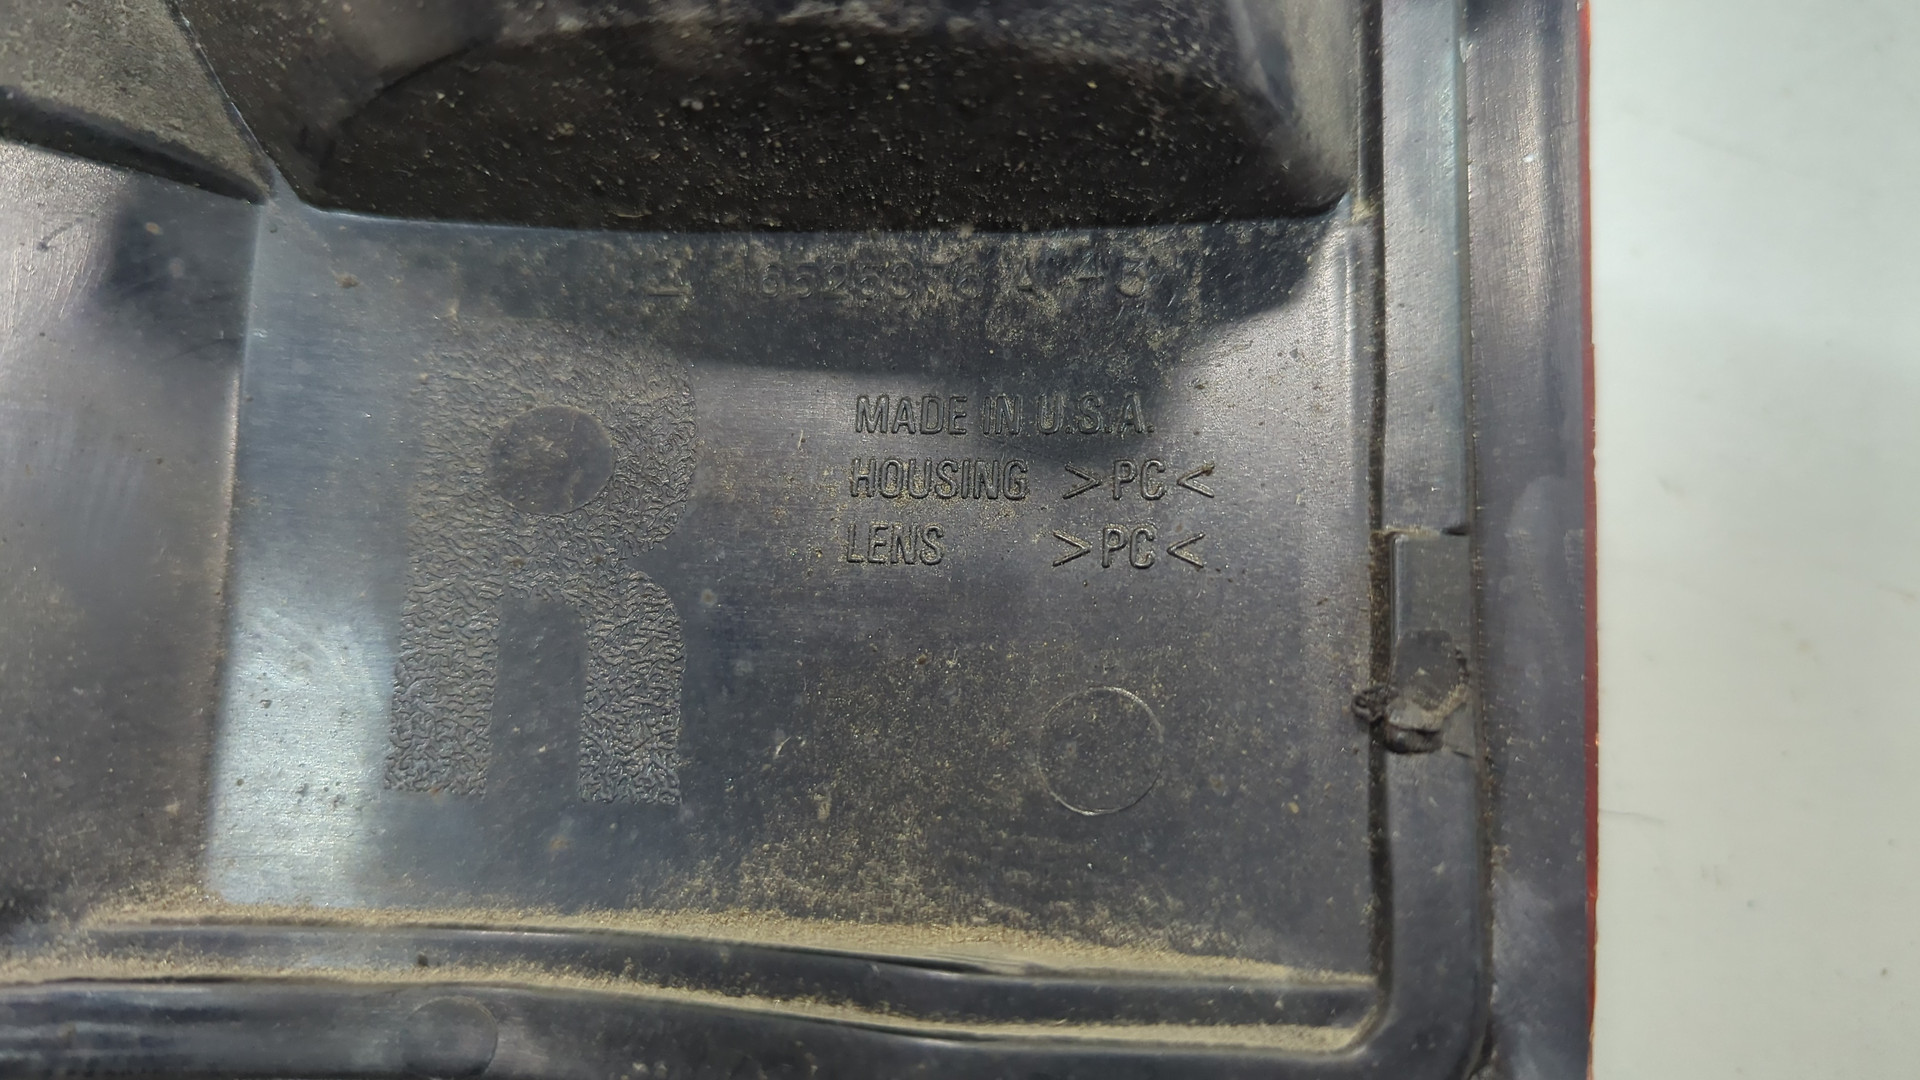 R
MADE IN U.S.A.
HOUSING >PC<
LENS >PC<